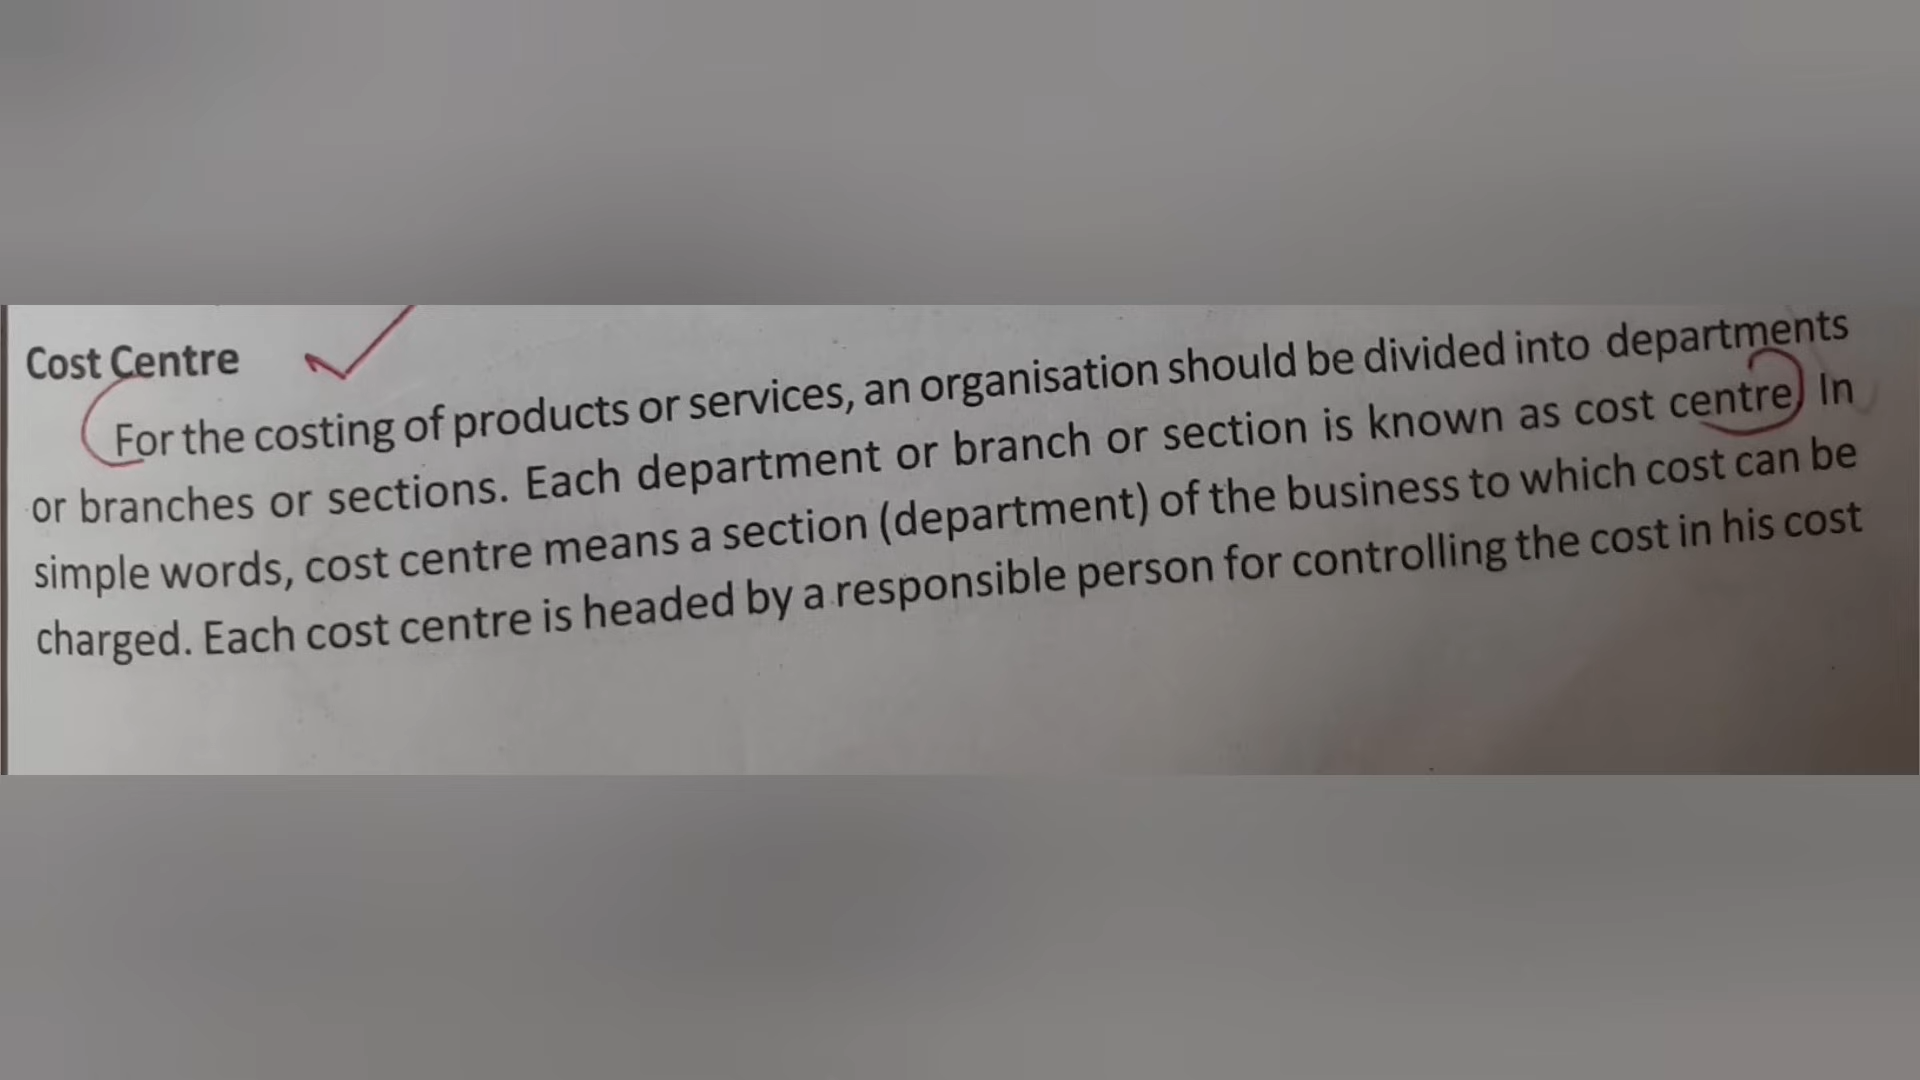 Cost Centre
For the costing of products or services, an organisation should be divided into departments
or branches or sections. Each department or branch or section is known as cost centre. In
simple words, cost centre means a section (department) of the business to which cost can be
charged. Each cost centre is headed by a responsible person for controlling the cost in his cost